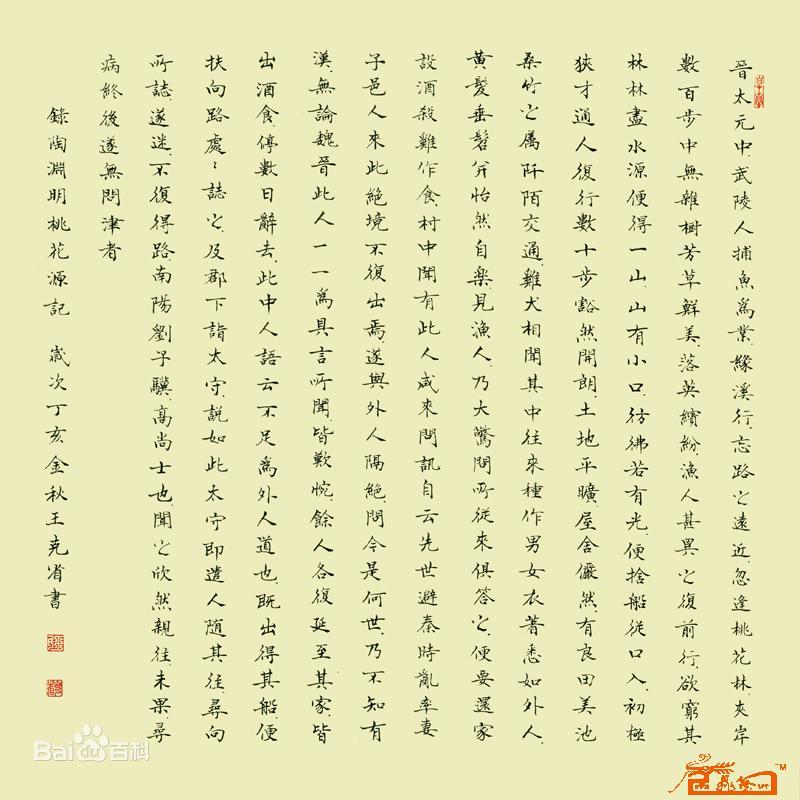 晉太元中，武陵人捕魚為業，緣溪行，忘路之遠近，忽逢桃花林，夾岸
數百步，中無雜樹，芳草鮮美，落英繽紛，漁人甚異之，復前行，欲窮其
林，林盡水源，便得一山，山有小口，彷彿若有光，便捨船從口入，初極
狹，才通人，復行數十步，豁然開朗，土地平曠，屋舍儼然，有良田美池
桑竹之屬，阡陌交通，雞犬相聞，其中往來種作，男女衣著，悉如外人，
黃髮垂髫，并怡然自樂，見漁人，乃大驚，問所從來，俱答之，便要還家
設酒殺雞作食，村中聞有此人，咸來問訊，自云先世避秦時亂，率妻
子邑人來此絕境，不復出焉，遂與外人隔絕，問今是何世，乃不知有
漢，無論魏晉，此人一一為具言所聞，皆歎惋，餘人各復延至其家，皆
出酒食，停數日，辭去，此中人語云，不足為外人道也，既出，得其船，便
扶向路，處處誌之，及郡下，詣太守，說如此，太守即遣人隨其往，尋向
所誌，遂迷，不復得路，南陽劉子驥，高尚士也，聞之，欣然親往，未果，尋
病終，後遂無問津者
錄陶淵明桃花源記 歲次丁亥金秋王克省書
Bai百科
TM